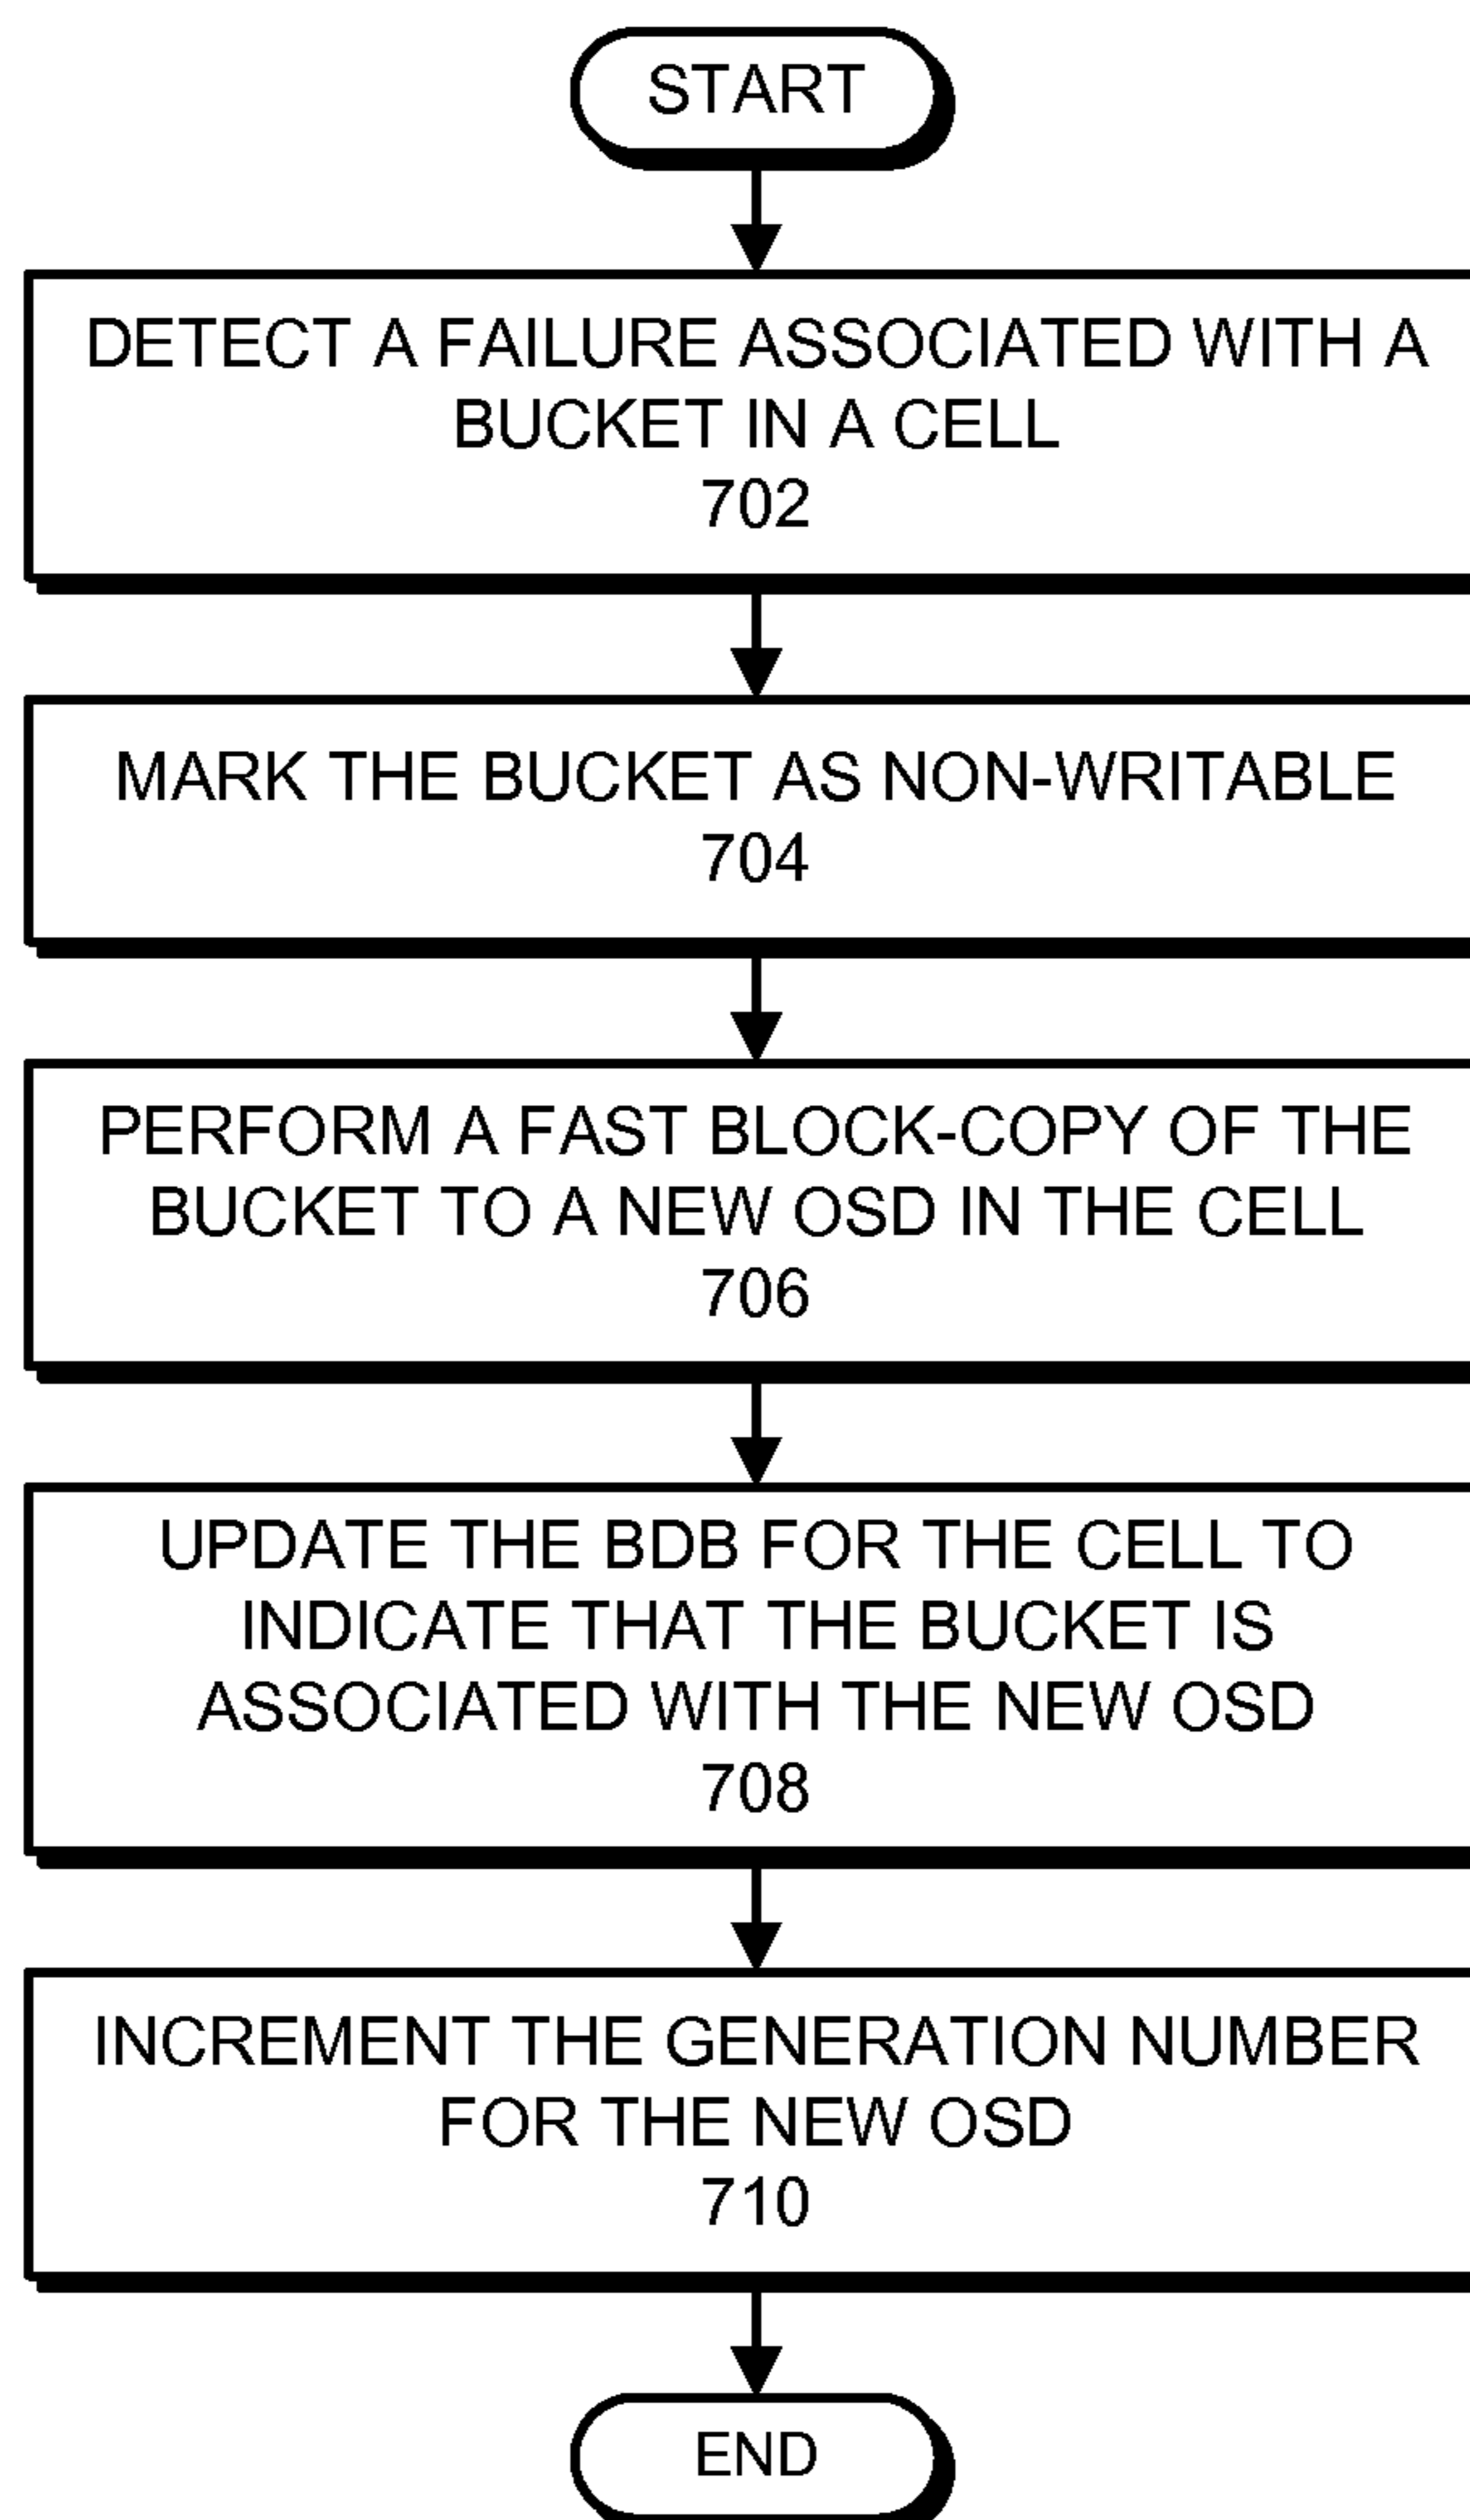 START
DETECT A FAILURE ASSOCIATED WITH A
BUCKET IN A CELL
702
MARK THE BUCKET AS NON-WRITABLE
704
PERFORM A FAST BLOCK-COPY OF THE
BUCKET TO A NEW OSD IN THE CELL
706
UPDATE THE BDB FOR THE CELL TO
INDICATE THAT THE BUCKET IS
ASSOCIATED WITH THE NEW OSD
708
INCREMENT THE GENERATION NUMBER
FOR THE NEW OSD
710
END